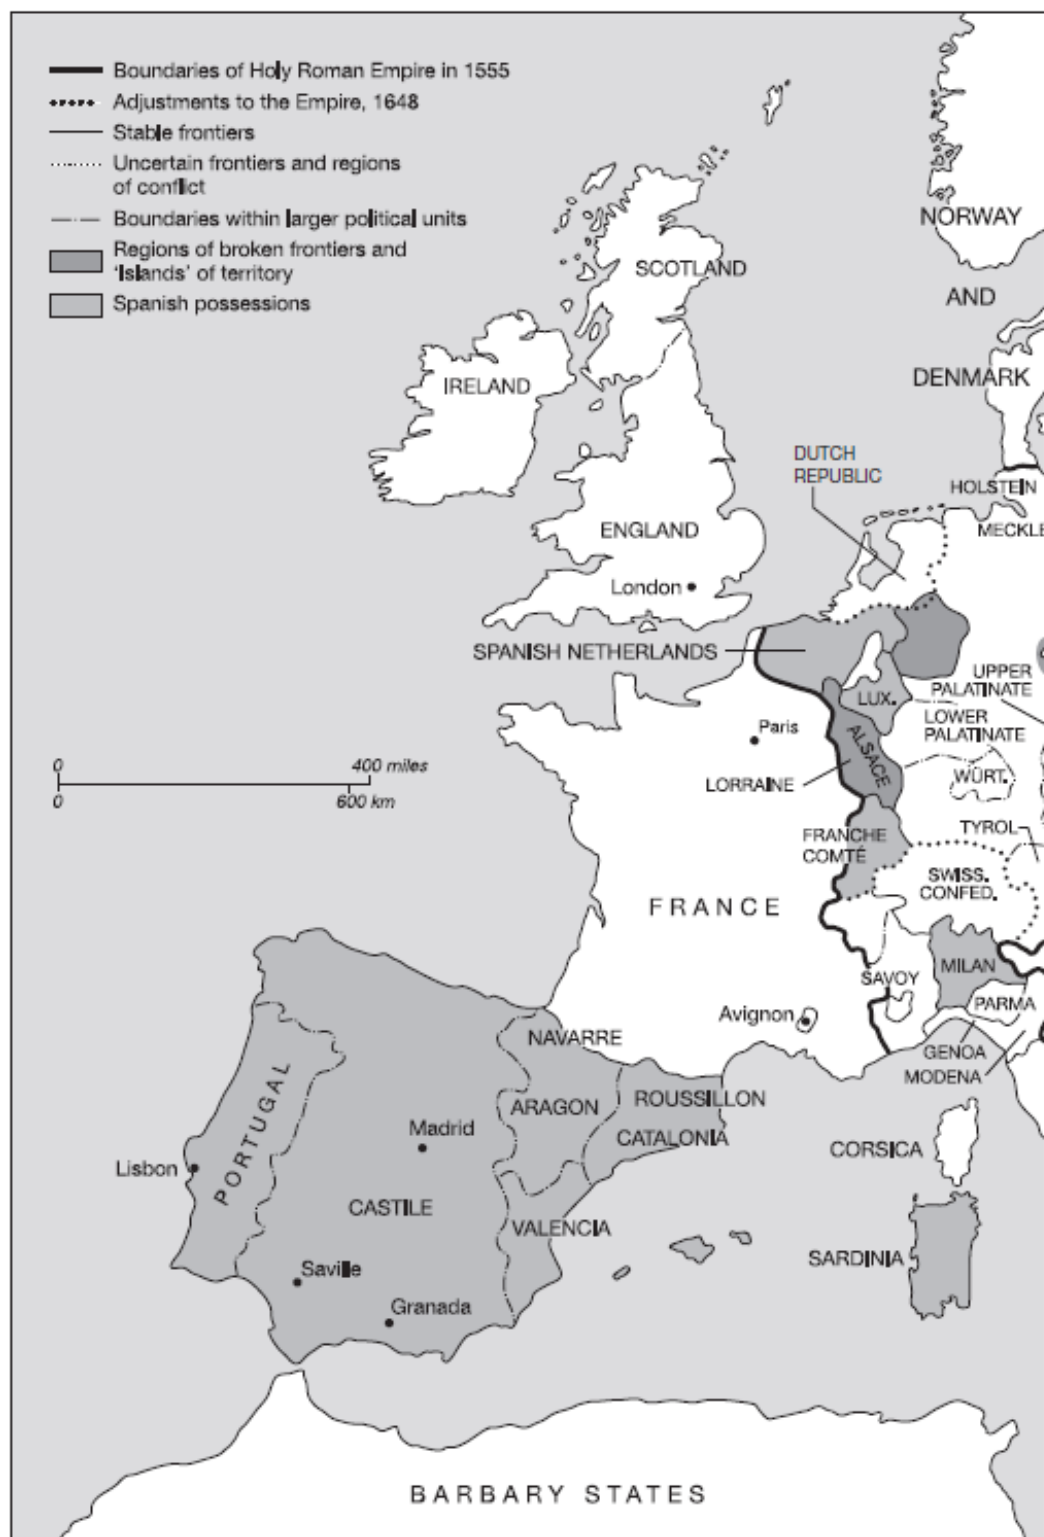 Boundaries of Holy Roman Empire in 1555
Adjustments to the Empire, 1648
Stable frontiers
Uncertain frontiers and regions
of conflict
Boundaries within larger political units
Regions of broken frontiers and
'Islands' of territory
Spanish possessions
NORWAY
AND
DENMARK
SCOTLAND
IRELAND
DUTCH
REPUBLIC
HOLSTEIN
MECKLE
ENGLAND
London
SPANISH NETHERLANDS
UPPER
PALATINATE
LUX.
LOWER
PALATINATE
Paris
ALSACE
LORRAINE
WÜRT.
0 400 miles
0 600 km
TYROL
FRANCHE
COMTÉ
SWISS.
CONFED.
FRANCE
MILAN
SAVOY
PARMA
Avignon
GENOA
MODENA
NAVARRE
ROUSSILLON
ARAGON
CATALONIA
PORTUGAL
Madrid
Lisbon
CORSICA
CASTILE
VALENCIA
SARDINIA
Saville
Granada
BARBARY STATES